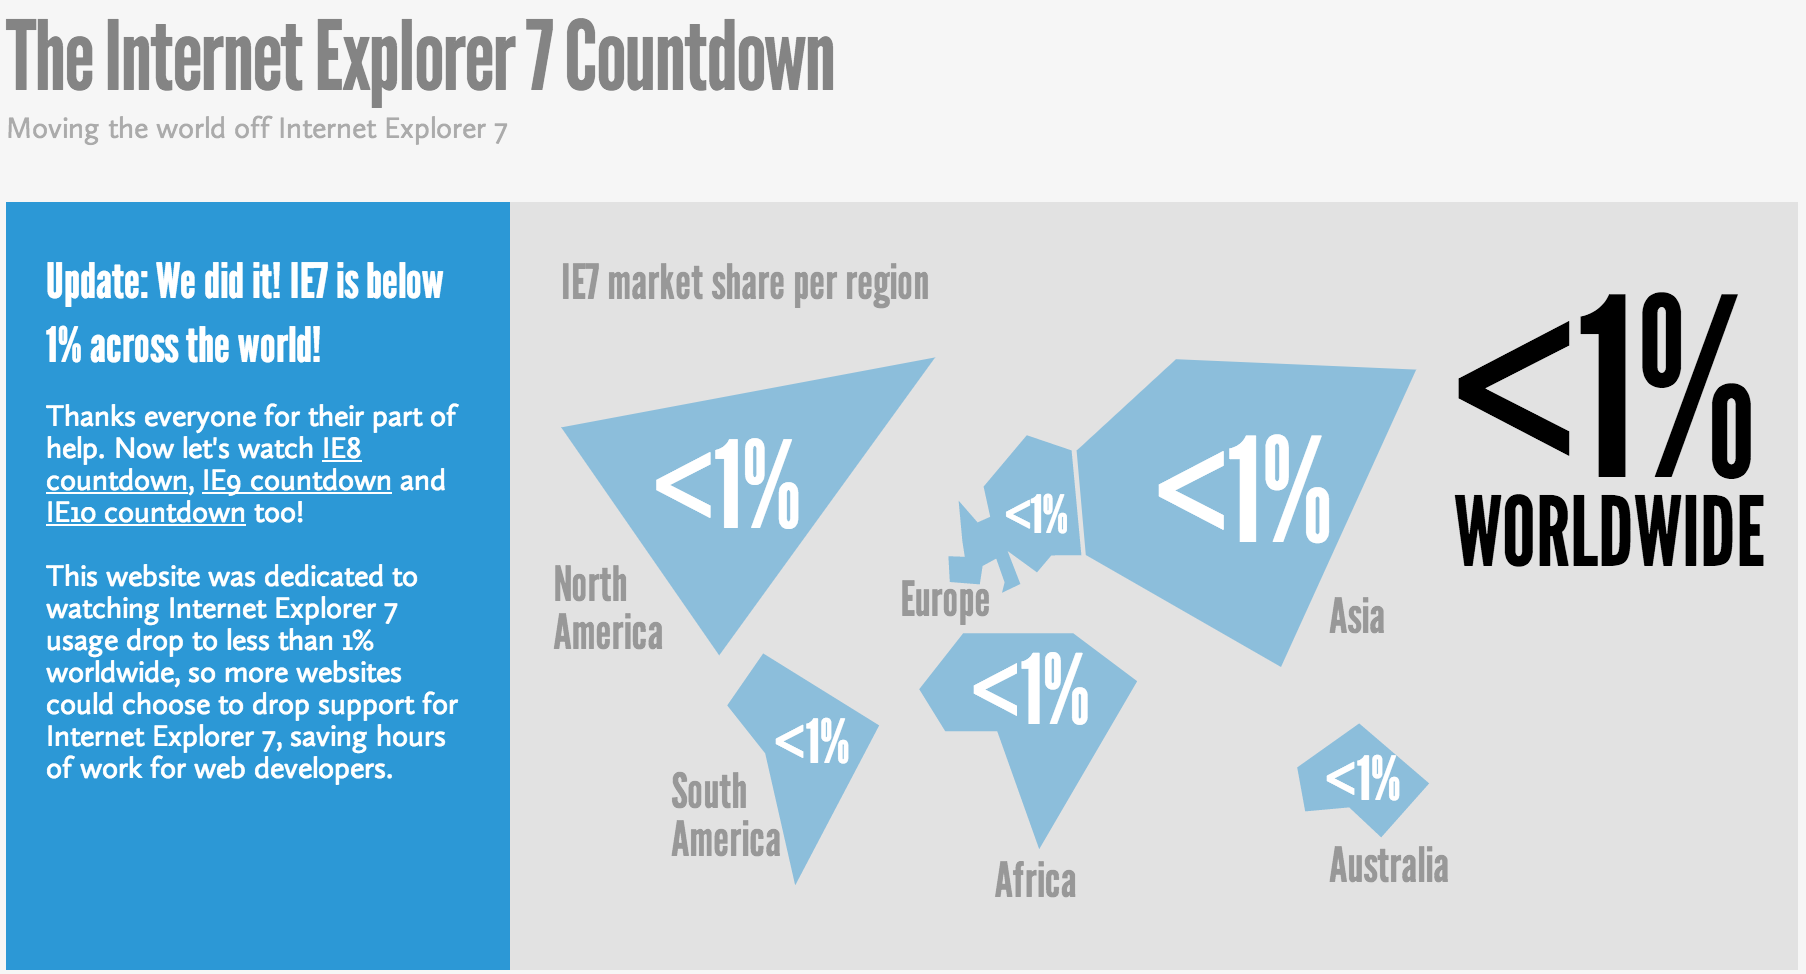 The Internet Explorer 7 Countdown
Moving the world off Internet Explorer 7
Update: We did it! IE7 is below
1% across the world!
Thanks everyone for their part of
help. Now let's watch IE8
countdown, IE9 countdown and
IE10 countdown too!
This website was dedicated to
watching Internet Explorer 7
usage drop to less than 1%
worldwide, so more websites
could choose to drop support for
Internet Explorer 7, saving hours
of work for web developers.
IE7 market share per region
<1%
North
America
<1%
Europe
<1%
Asia
<1%
South
America
<1%
Africa
<1%
Australia
<1%
WORLDWIDE